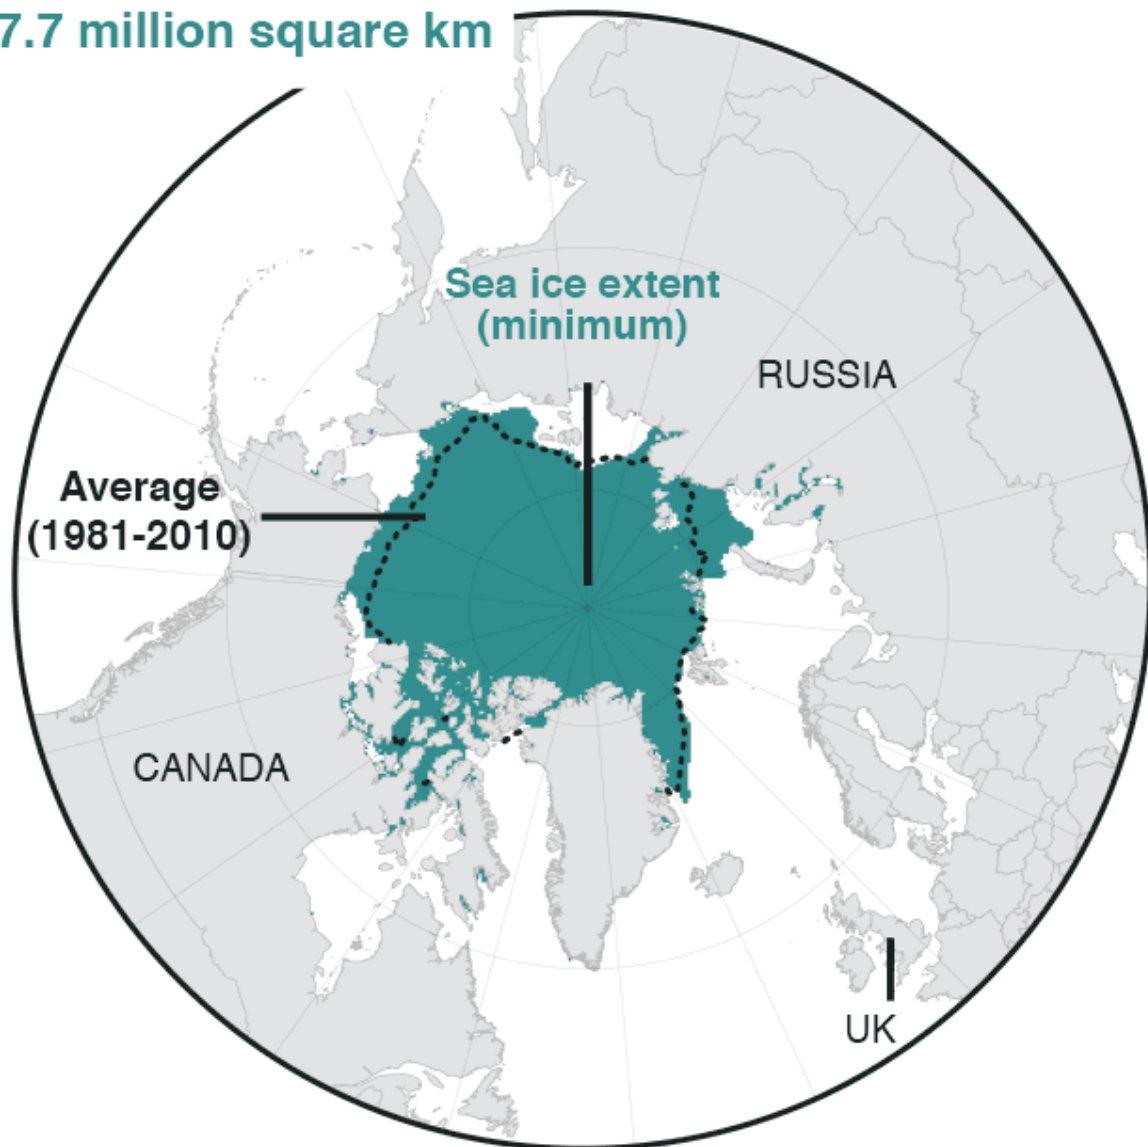 7.7 million square km
Sea ice extent
(minimum)
RUSSIA
Average
(1981-2010)
CANADA
UK